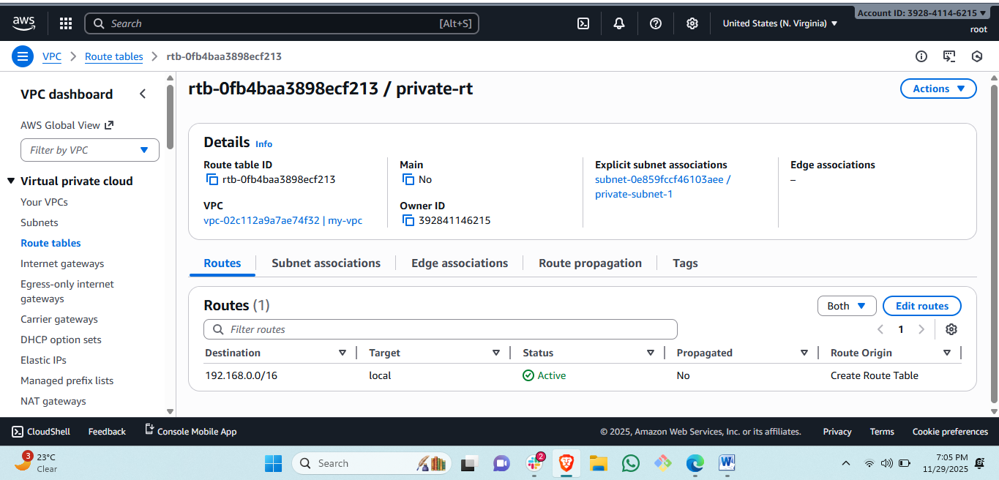 aws
Search [Alt+S]
United States (N. Virginia)
Account ID: 3928-4114-6215
root
VPC
Route tables
rtb-0fb4baa3898ecf213
VPC dashboard
AWS Global View
Filter by VPC
Virtual private cloud
Your VPCs
Subnets
Route tables
Internet gateways
Egress-only internet
gateways
Carrier gateways
DHCP option sets
Elastic IPs
Managed prefix lists
NAT gateways
rtb-0fb4baa3898ecf213 / private-rt
Actions
Details Info
Route table ID
rtb-0fb4baa3898ecf213
VPC
vpc-02c112a9a7ae74f32 | my-vpc
Main
No
Owner ID
392841146215
Explicit subnet associations
subnet-0e859fccf46103aee /
private-subnet-1
Edge associations
–
Routes Subnet associations Edge associations Route propagation Tags
Routes (1)
Both Edit routes
Filter routes
1
Destination Target Status Propagated Route Origin
192.168.0.0/16 local Active No Create Route Table
CloudShell Feedback Console Mobile App
© 2025, Amazon Web Services, Inc. or its affiliates. Privacy Terms Cookie preferences
3
23°C
Clear
Search
2
W
7:05 PM
11/29/2025